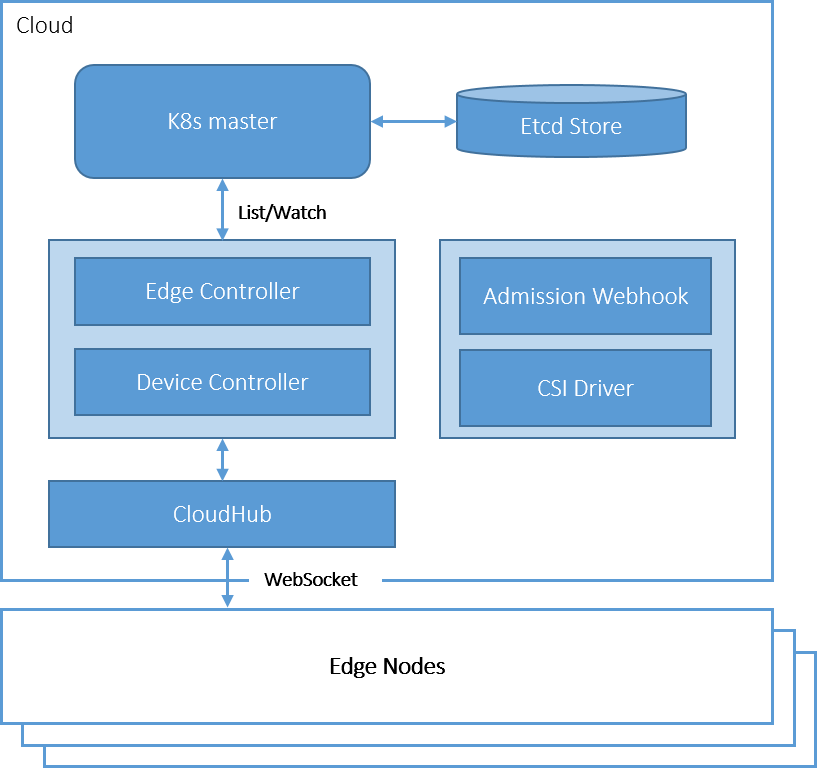 Cloud
K8s master
Etcd Store
List/Watch
Edge Controller
Admission Webhook
Device Controller
CSI Driver
CloudHub
WebSocket
Edge Nodes